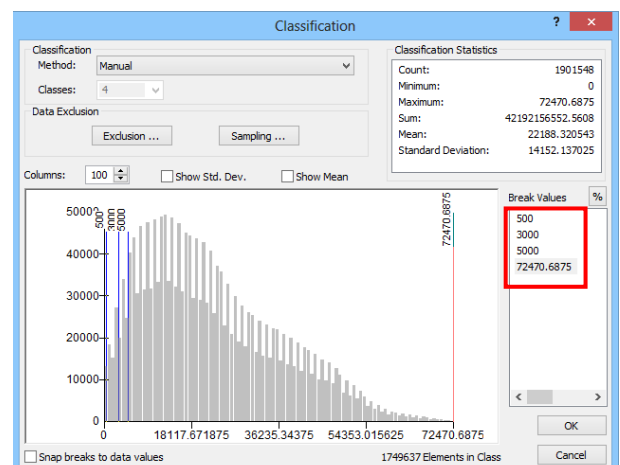 Classification
? ×
Classification
Method: Manual
Classes: 4
Data Exclusion
Exclusion ...
Sampling ...
Classification Statistics
Count: 1901548
Minimum: 0
Maximum: 72470.6875
Sum: 42192156552.5608
Mean: 22188.320543
Standard Deviation: 14152.137025
Columns: 100
Show Std. Dev.
Show Mean
Break Values
%
500
3000
5000
72470.6875
500
3000
5000
72470.6875
50000
40000
30000
20000
10000
0
0 18117.671875 36235.34375 54353.015625 72470.6875
< >
OK
Snap breaks to data values
1749637 Elements in Class
Cancel